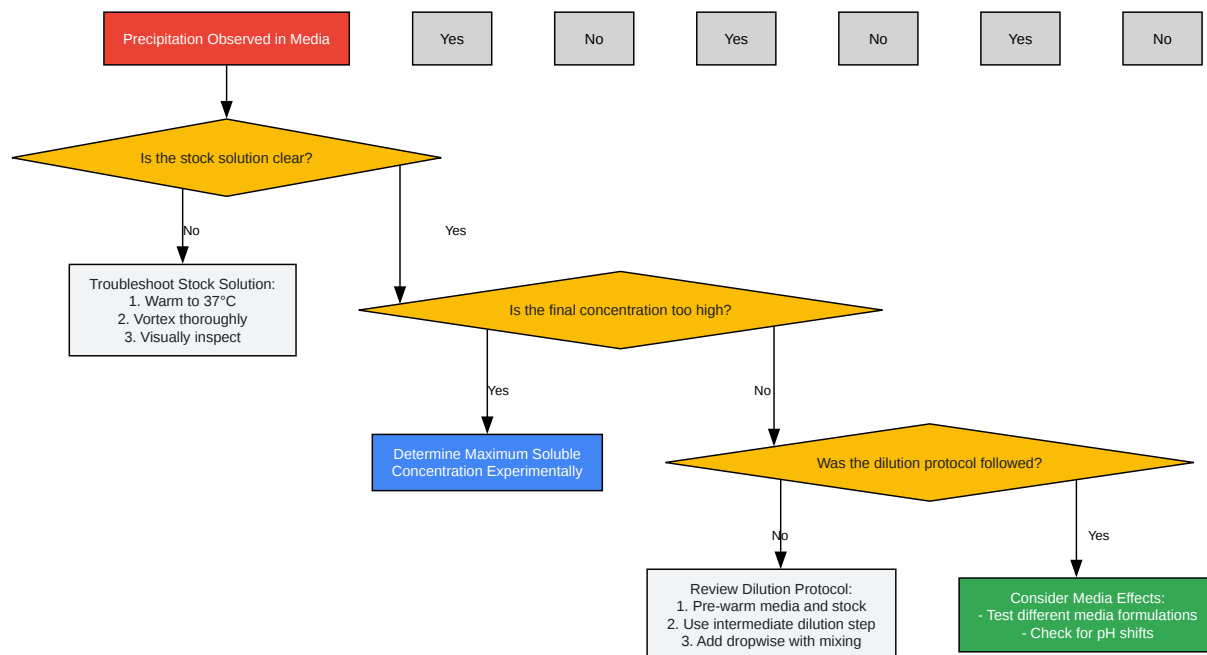 Precipitation Observed in Media
Yes
No
Yes
No
Yes
No
Is the stock solution clear?
No
Yes
Troubleshoot Stock Solution:
1. Warm to 37°C
2. Vortex thoroughly
3. Visually inspect
Is the final concentration too high?
Yes
No
Determine Maximum Soluble
Concentration Experimentally
Was the dilution protocol followed?
No
Yes
Review Dilution Protocol:
1. Pre-warm media and stock
2. Use intermediate dilution step
3. Add dropwise with mixing
Consider Media Effects:
- Test different media formulations
- Check for pH shifts